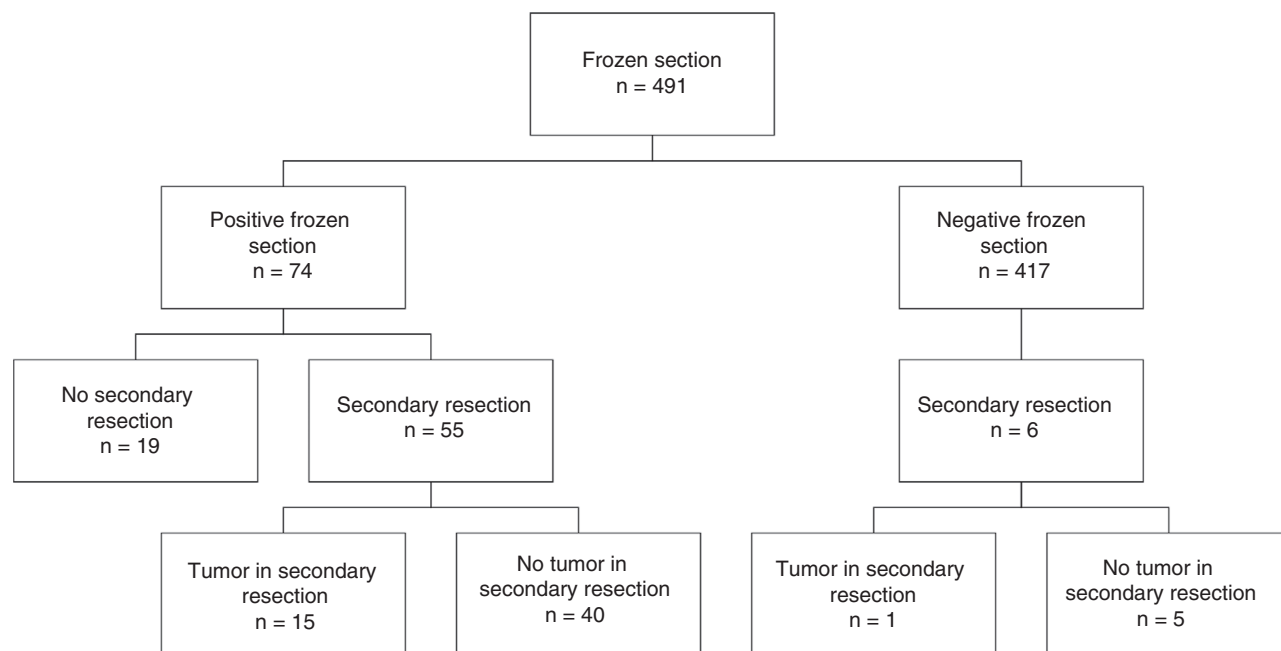 Frozen section
n = 491
Positive frozen
section
n = 74
Negative frozen
section
n = 417
No secondary
resection
n = 19
Secondary resection
n = 55
Secondary resection
n = 6
Tumor in secondary
resection
n = 15
No tumor in
secondary resection
n = 40
Tumor in secondary
resection
n = 1
No tumor in
secondary resection
n = 5